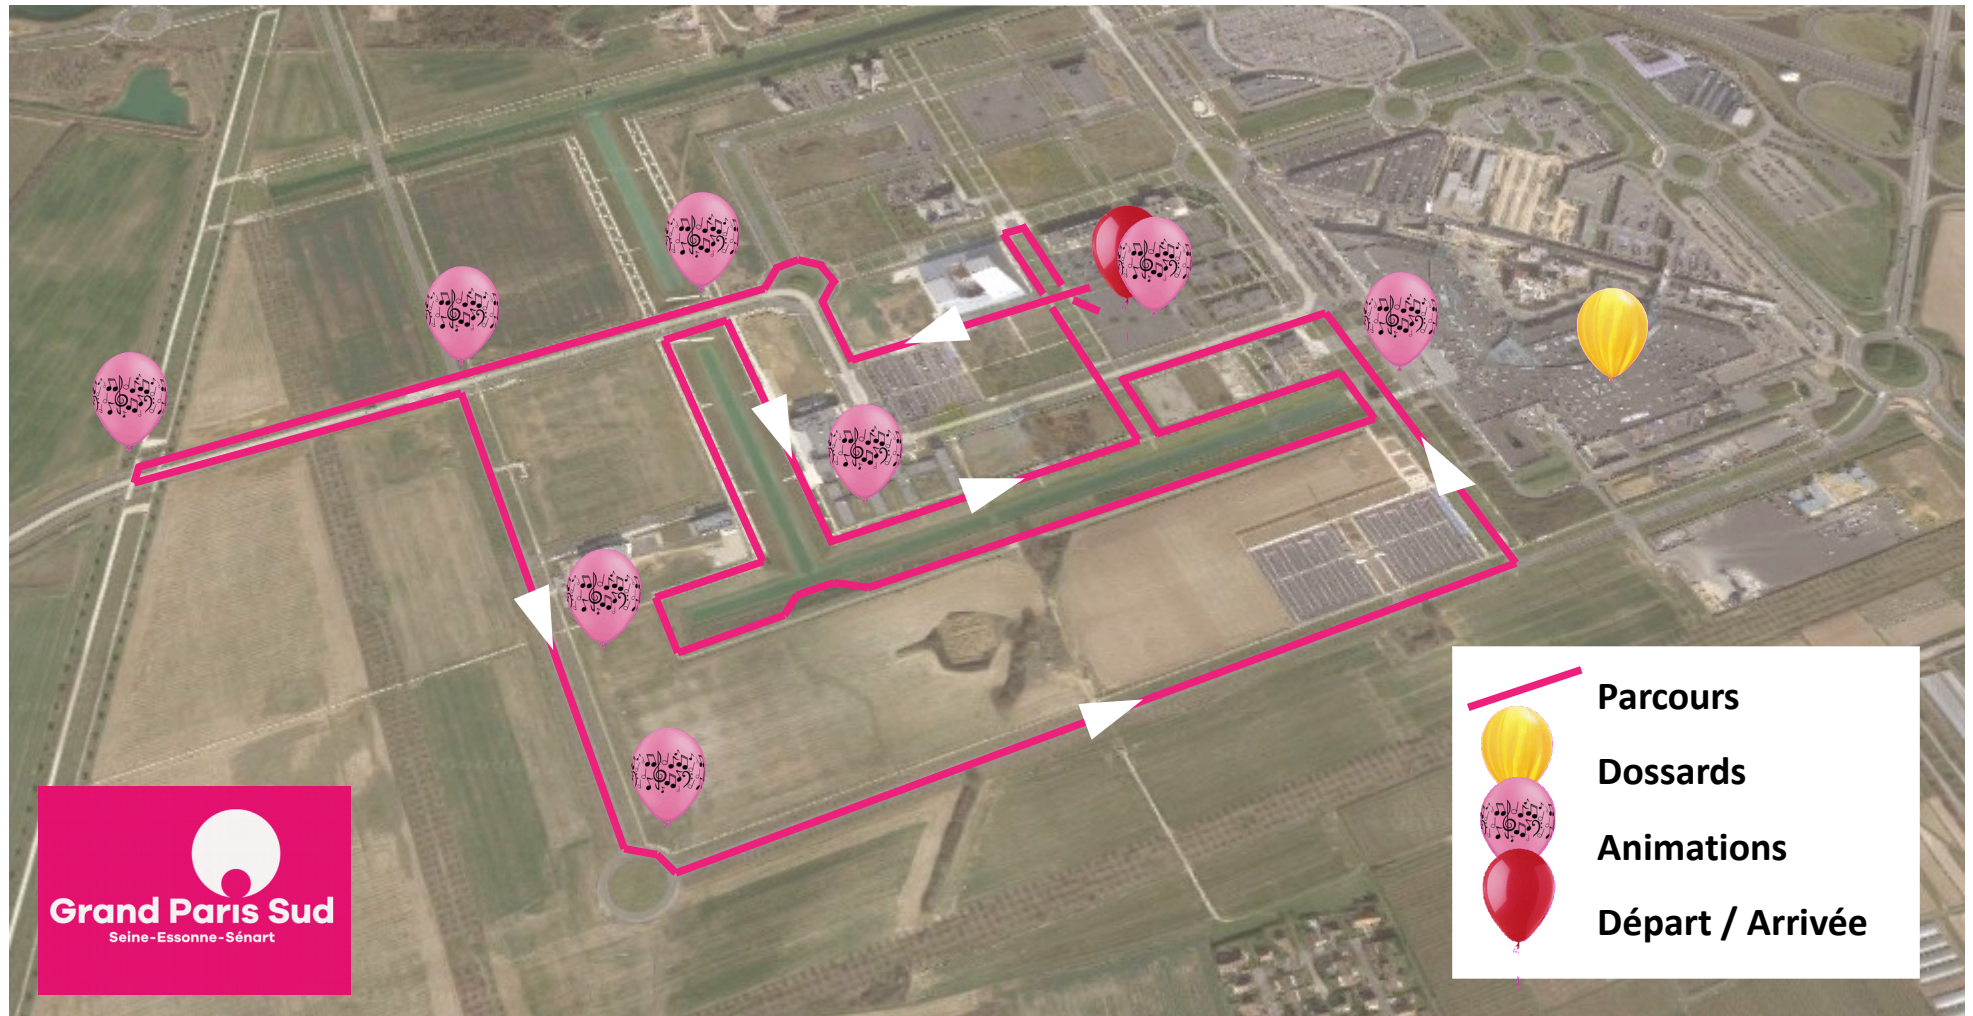 Parcours
Dossards
Animations
Départ / Arrivée
Grand Paris Sud
Seine-Essonne-Sénart